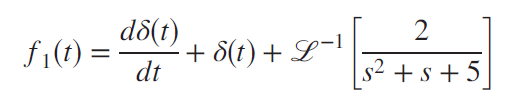 f₁(t) = dδ(t)/dt + δ(t) + ℒ⁻¹[2/(s² + s + 5)]